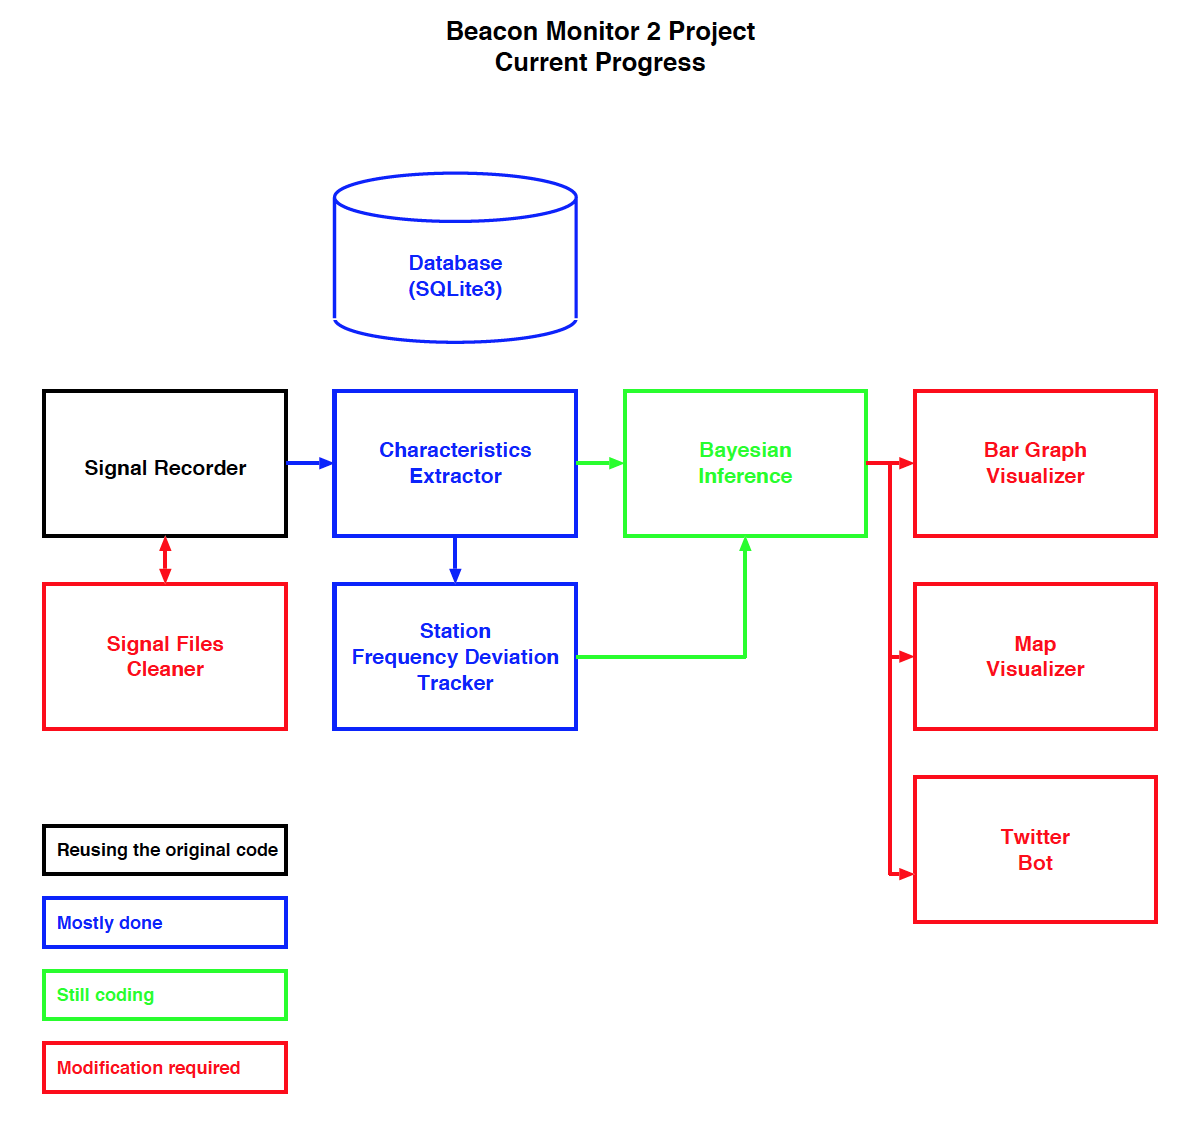 Beacon Monitor 2 Project
Current Progress
Database
(SQLite3)
Signal Recorder
Characteristics
Extractor
Bayesian
Inference
Bar Graph
Visualizer
Signal Files
Cleaner
Station
Frequency Deviation
Tracker
Map
Visualizer
Twitter
Bot
Reusing the original code
Mostly done
Still coding
Modification required